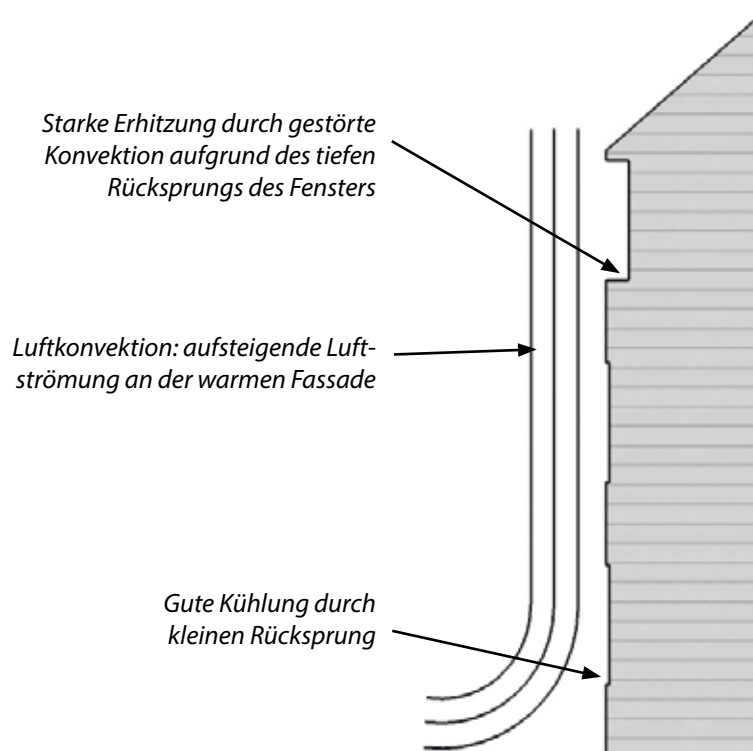 Starke Erhitzung durch gestörte
Konvektion aufgrund des tiefen
Rücksprungs des Fensters
Luftkonvektion: aufsteigende Luft-
strömung an der warmen Fassade
Gute Kühlung durch
kleinen Rücksprung